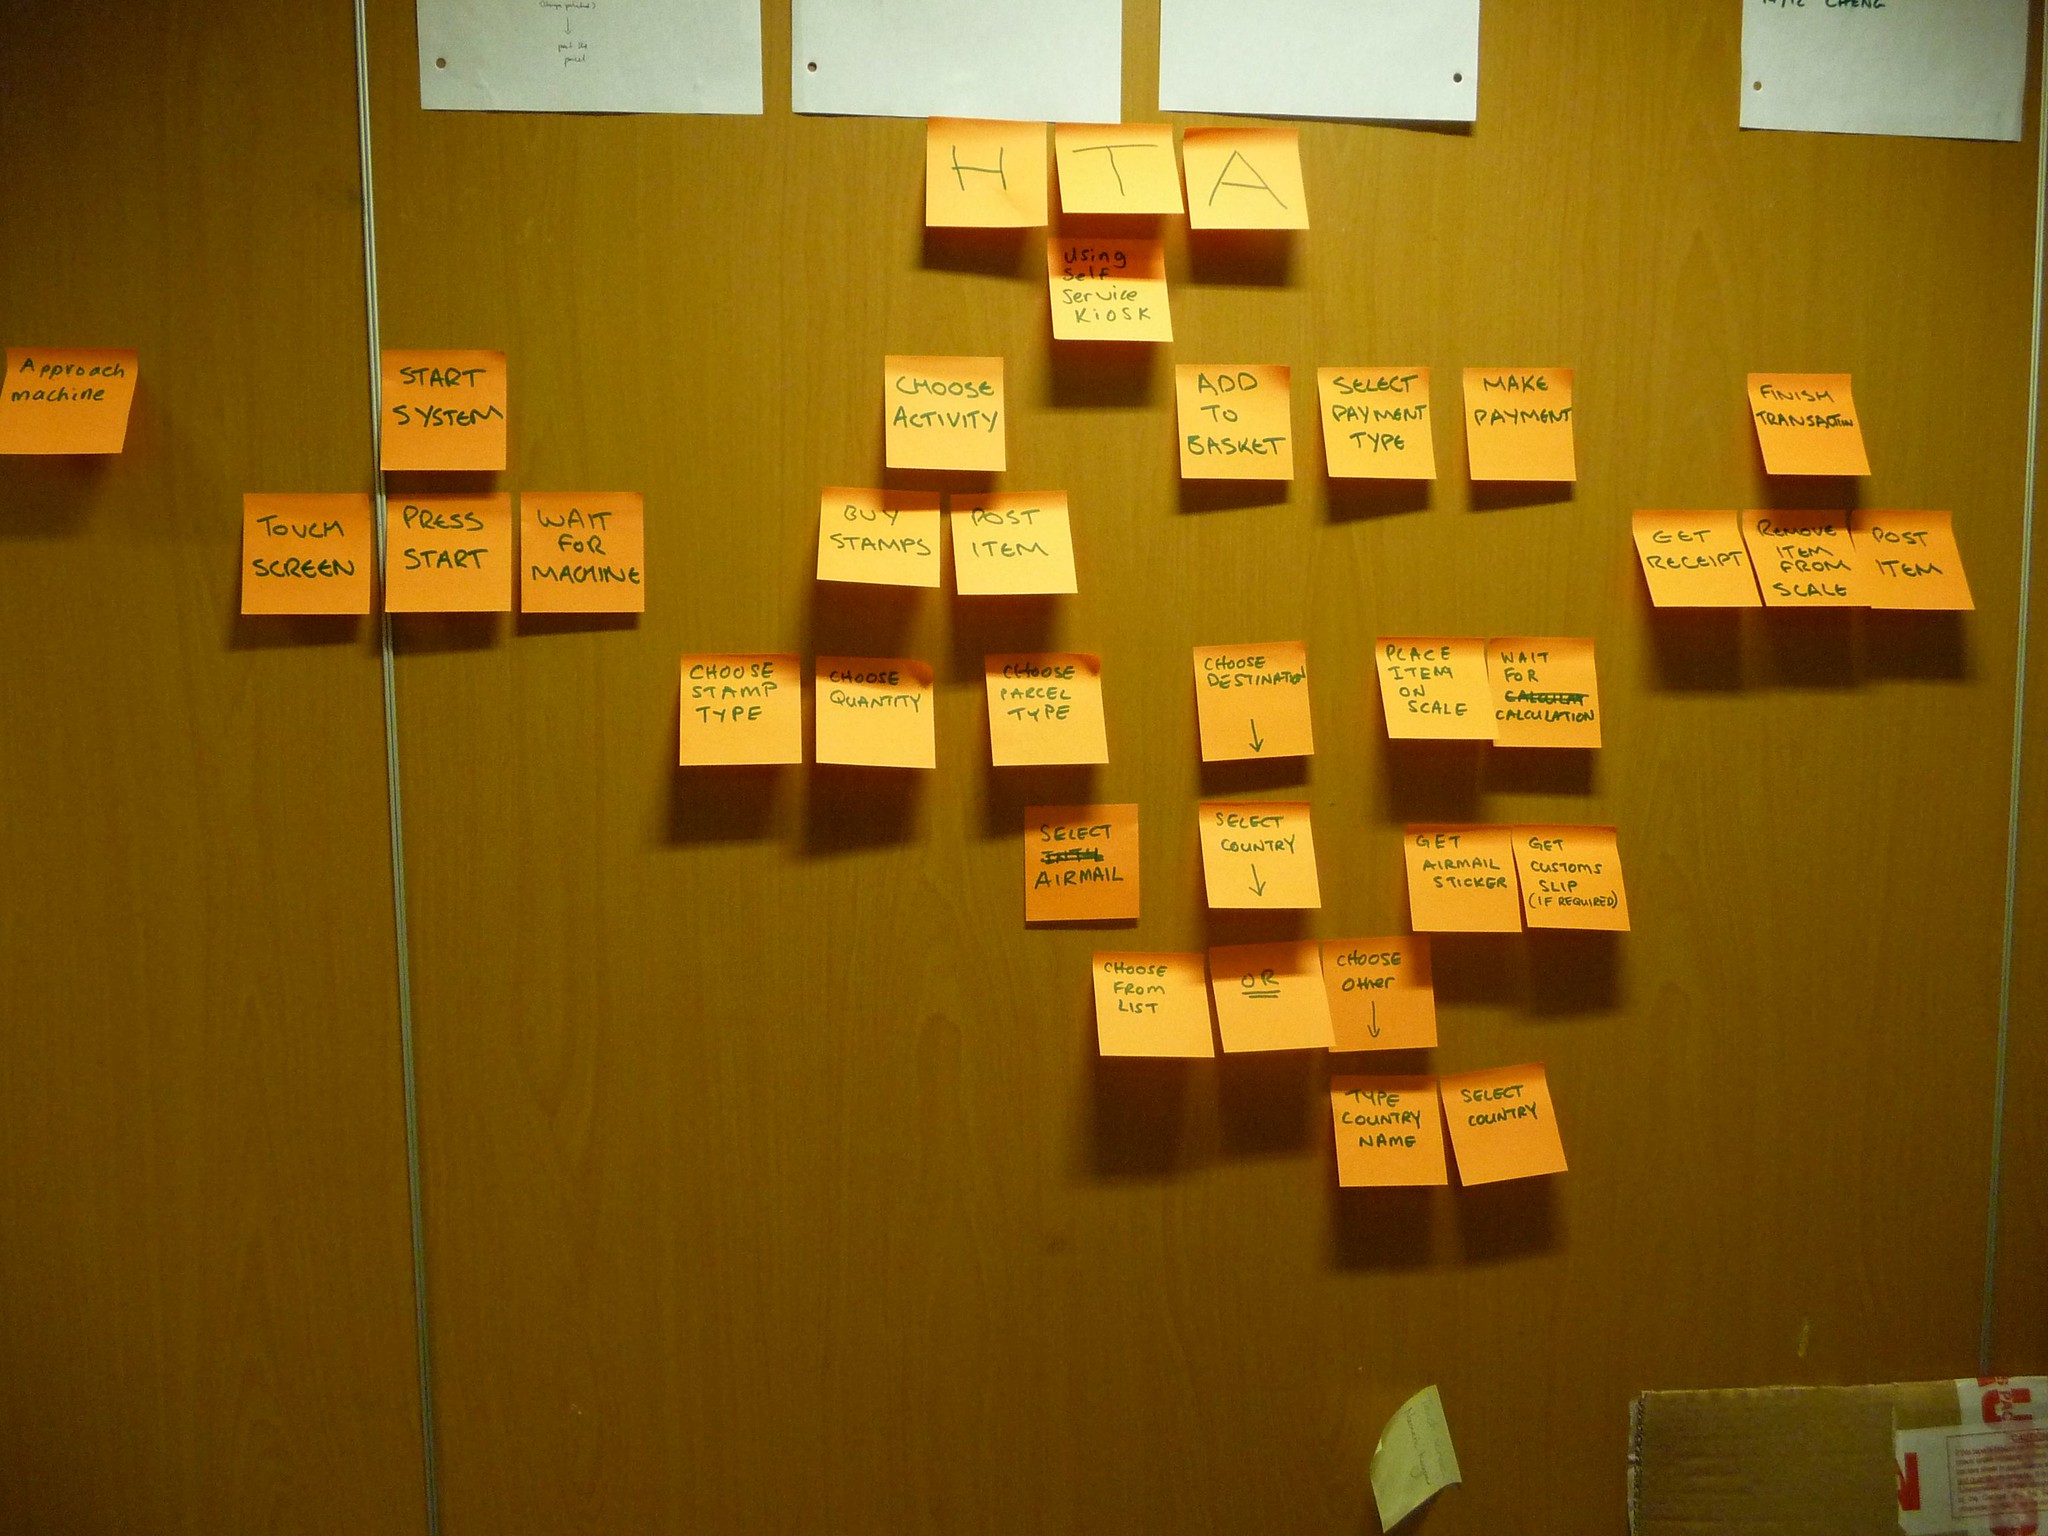 post the
parcel
CHENG
H
T
A
using
self
service
KIOSK
Approach
machine
START
SYSTEM
CHOOSE
ACTIVITY
ADD
TO
BASKET
SELECT
PAYMENT
TYPE
MAKE
PAYMENT
FINISH
TRANSACTION
TOUCH
SCREEN
PRESS
START
WAIT
FOR
MACHINE
BUY
STAMPS
POST
ITEM
GET
RECEIPT
REMOVE
ITEM
FROM
SCALE
POST
ITEM
CHOOSE
STAMP
TYPE
CHOOSE
QUANTITY
CHOOSE
PARCEL
TYPE
CHOOSE
DESTINATION
↓
PLACE
ITEM
ON
SCALE
WAIT
FOR
CALCULATION
SELECT
AIRMAIL
SELECT
COUNTRY
↓
GET
AIRMAIL
STICKER
GET
CUSTOMS
SLIP
(IF REQUIRED)
CHOOSE
FROM
LIST
OR
CHOOSE
Other
↓
TYPE
COUNTRY
NAME
SELECT
COUNTRY